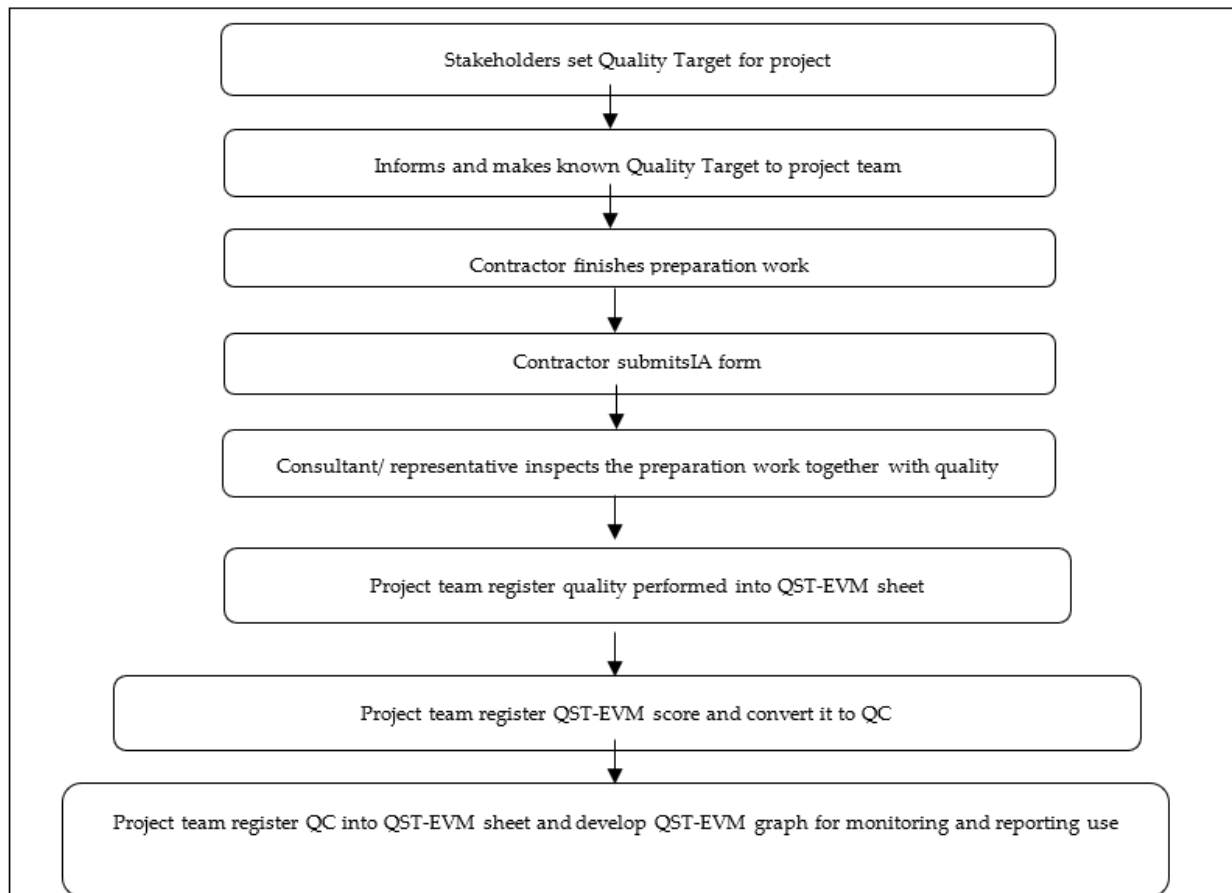 Stakeholders set Quality Target for project
Informs and makes known Quality Target to project team
Contractor finishes preparation work
Contractor submitsIA form
Consultant/ representative inspects the preparation work together with quality
Project team register quality performed into QST-EVM sheet
Project team register QST-EVM score and convert it to QC
Project team register QC into QST-EVM sheet and develop QST-EVM graph for monitoring and reporting use